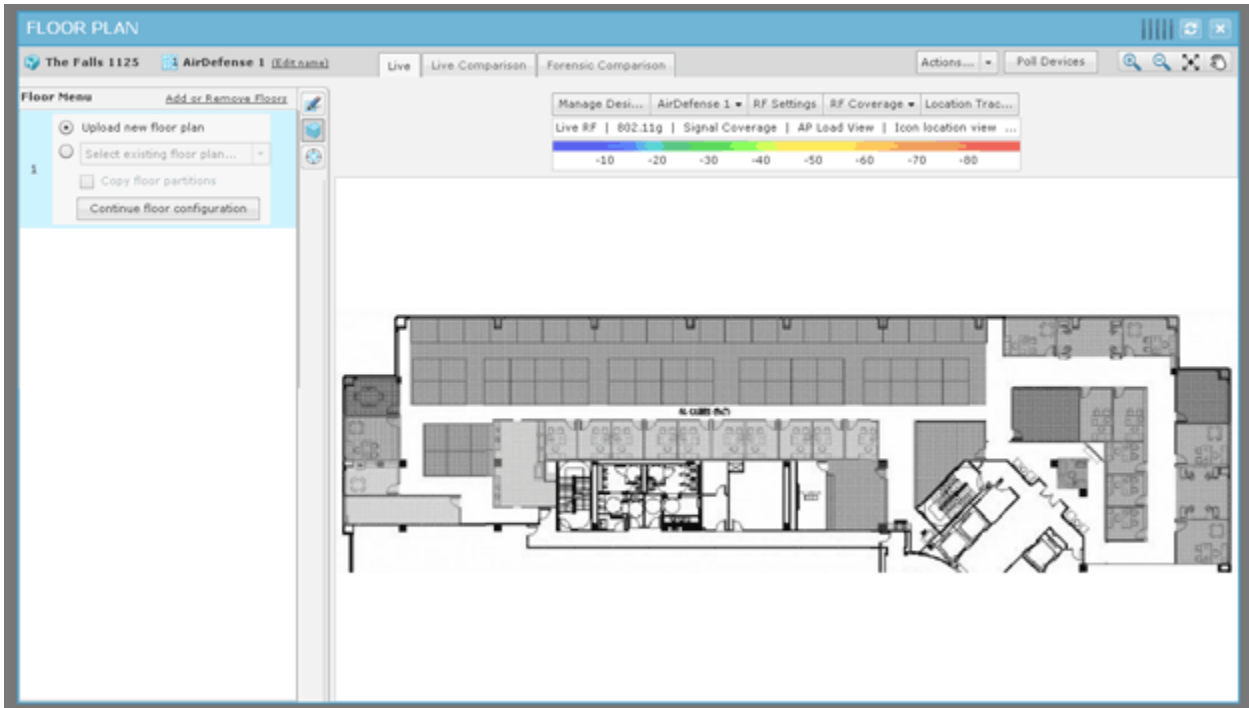 FLOOR PLAN
The Falls 1125 1 AirDefense 1 (Edit name) Live Live Comparison Forensic Comparison Actions... Poll Devices
Floor Menu Add or Remove Floors
Upload new floor plan
Select existing floor plan...
1
Copy floor partitions
Continue floor configuration
Manage Desi... AirDefense 1 RF Settings RF Coverage Location Trac...
Live RF | 802.11g | Signal Coverage | AP Load View | Icon location view ...
-10 -20 -30 -40 -50 -60 -70 -80